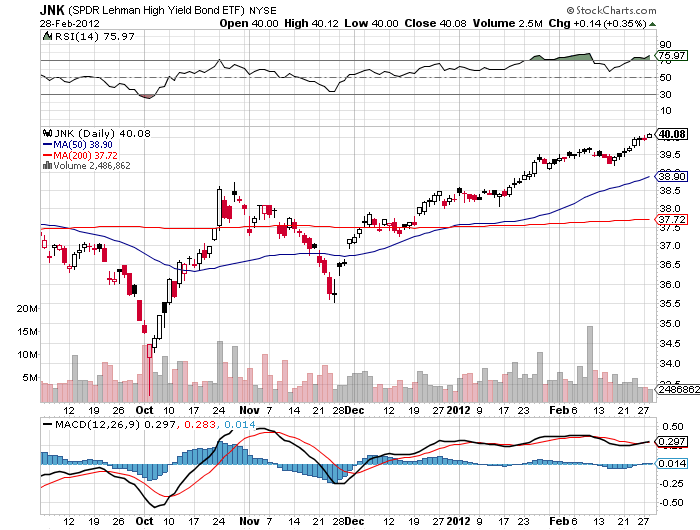 JNK (SPDR Lehman High Yield Bond ETF) NYSE © StockCharts.com
28-Feb-2012 Open 40.00 High 40.12 Low 40.00 Close 40.08 Volume 2.5M Chg +0.14 (+0.35%)
RSI(14) 75.97
90
75.97
70
50
30
10
JNK (Daily) 40.08
MA(50) 38.90
MA(200) 37.72
Volume 2,486,862
40.08
39.5
39.0
38.90
38.5
38.0
37.72
37.5
37.0
36.5
36.0
35.5
35.0
34.5
34.0
33.5
20M
15M
10M
5M
2486862
12 19 26 Oct 10 17 24 Nov 7 14 21 28 Dec 12 19 27 2012 9 17 23 Feb 6 13 21 27
MACD(12,26,9) 0.297, 0.283, 0.014
0.50
0.297
0.014
-0.25
-0.50
12 19 26 Oct 10 17 24 Nov 7 14 21 28 Dec 12 19 27 2012 9 17 23 Feb 6 13 21 27